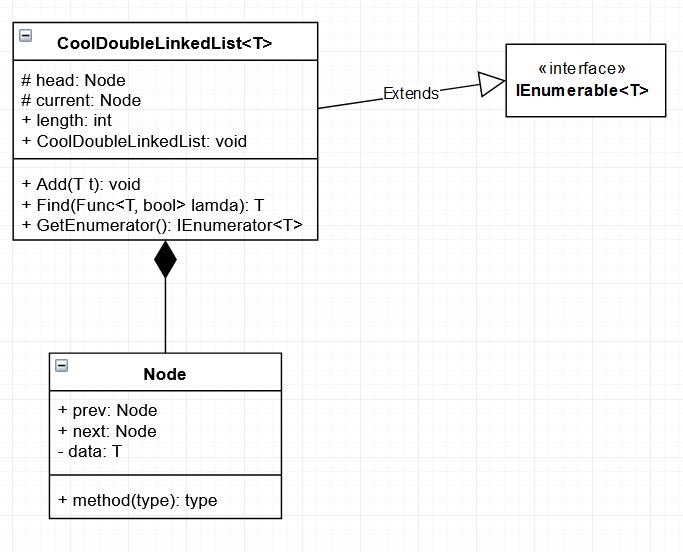 CoolDoubleLinkedList<T>
# head: Node
# current: Node
+ length: int
+ CoolDoubleLinkedList: void
+ Add(T t): void
+ Find(Func<T, bool> lamda): T
+ GetEnumerator(): IEnumerator<T>
Extends
«interface»
IEnumerable<T>
Node
+ prev: Node
+ next: Node
- data: T
+ method(type): type